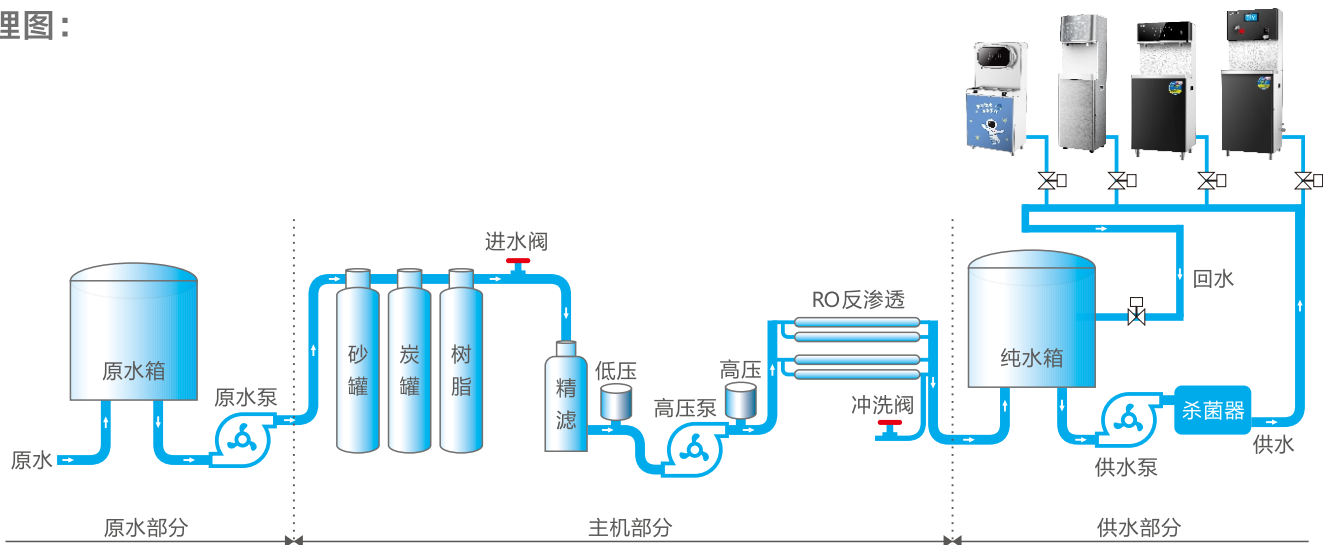 理图：
进水阀
回水
RO反渗透
原水箱
砂罐
炭罐
树脂
纯水箱
低压
高压
精滤
原水泵
高压泵
冲洗阀
杀菌器
原水
供水泵
供水
原水部分
主机部分
供水部分